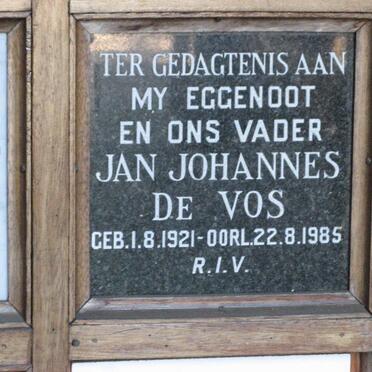 TER GEDAGTENIS AAN
MY EGGENOOT
EN ONS VADER
JAN JOHANNES
DE VOS
GEB.1.8.1921-OORL.22.8.1985
R.I.V.